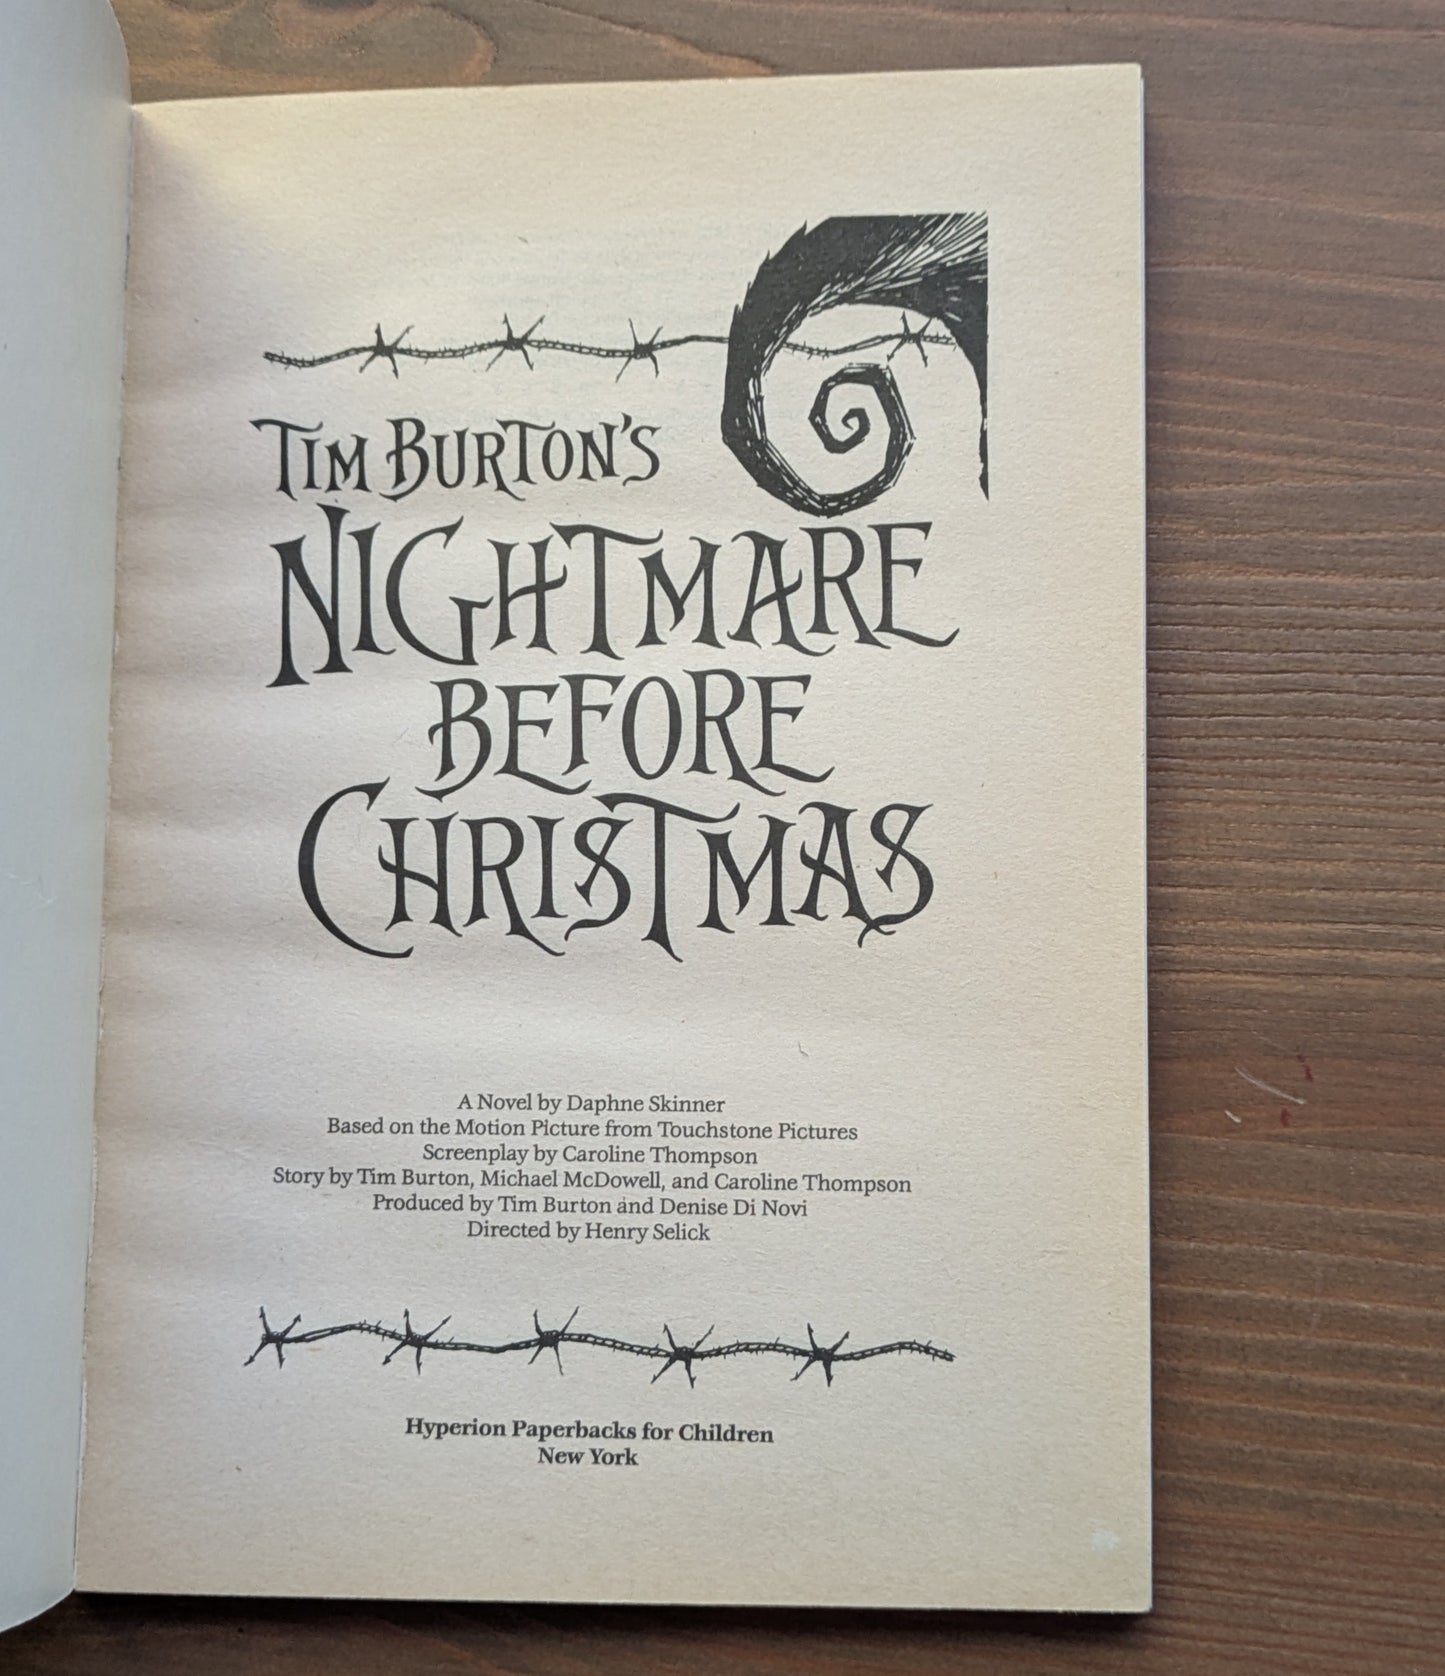 TIM BURTON'S
NIGHTMARE
BEFORE
CHRISTMAS
A Novel by Daphne Skinner
Based on the Motion Picture from Touchstone Pictures
Screenplay by Caroline Thompson
Story by Tim Burton, Michael McDowell, and Caroline Thompson
Produced by Tim Burton and Denise Di Novi
Directed by Henry Selick
Hyperion Paperbacks for Children
New York